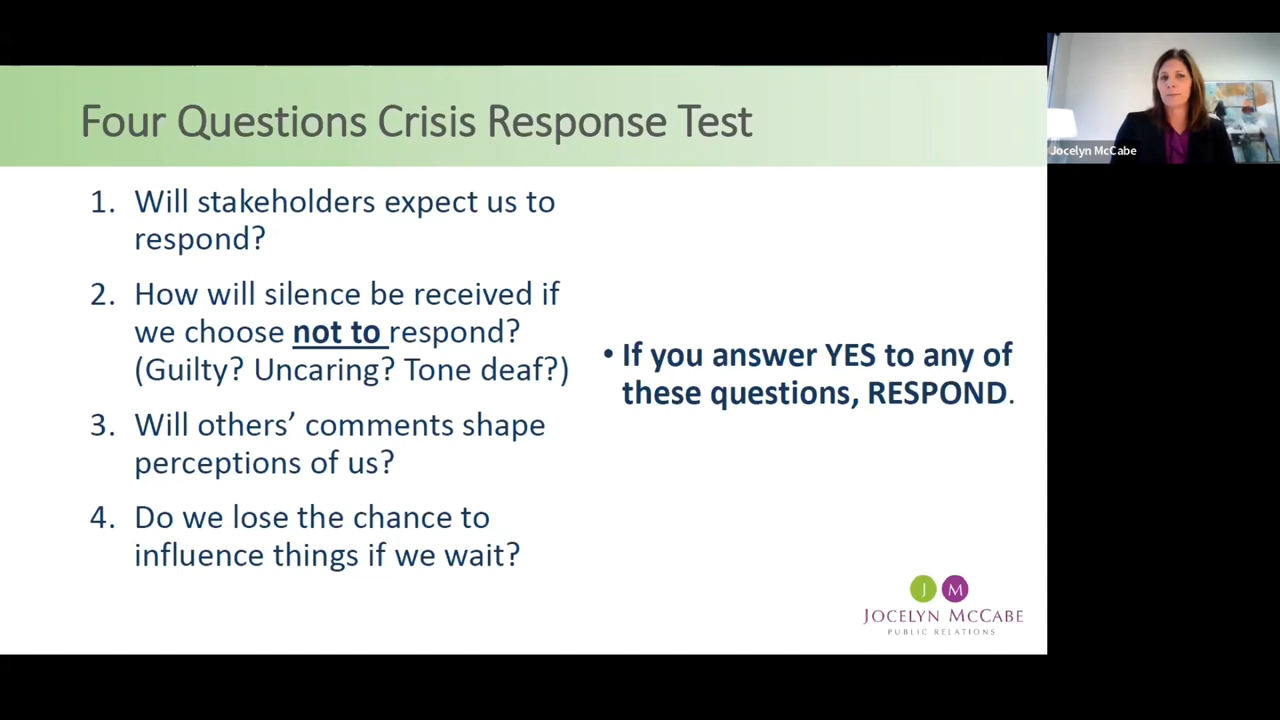 Four Questions Crisis Response Test
1. Will stakeholders expect us to
respond?
2. How will silence be received if
we choose not to respond?
(Guilty? Uncaring? Tone deaf?)
3. Will others’ comments shape
perceptions of us?
4. Do we lose the chance to
influence things if we wait?
• If you answer YES to any of
these questions, RESPOND.
J M
JOCELYN MCCABE
PUBLIC RELATIONS
Jocelyn McCabe